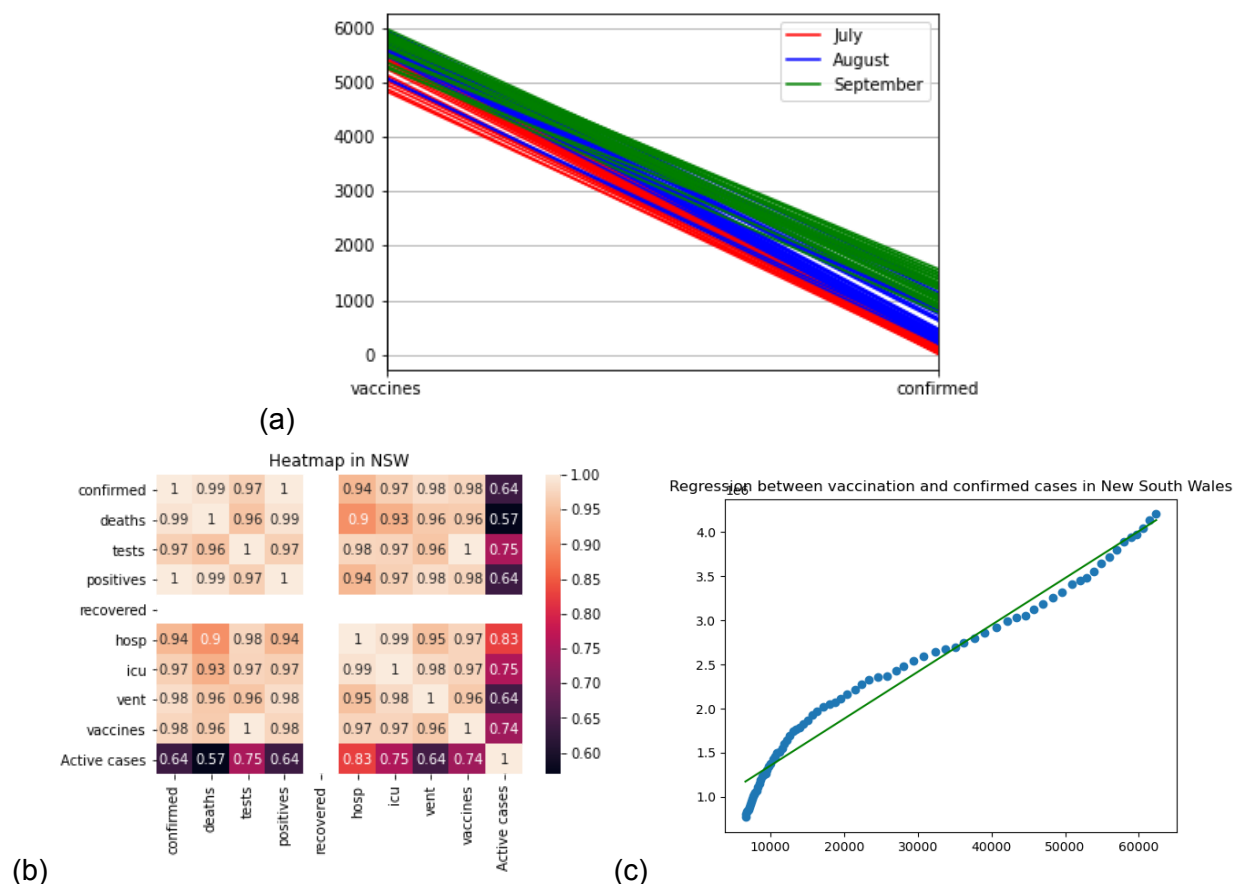 6000
5000
4000
3000
2000
1000
0
July
August
September
vaccines confirmed
(a)
Heatmap in NSW
confirmed 1 0.99 0.97 1 0.94 0.97 0.98 0.98 0.64
deaths 0.99 1 0.96 0.99 0.9 0.93 0.96 0.96 0.57
tests 0.97 0.96 1 0.97 0.98 0.97 0.96 1 0.75
positives 1 0.99 0.97 1 0.94 0.97 0.98 0.98 0.64
recovered
hosp 0.94 0.9 0.98 0.94 1 0.99 0.95 0.97 0.83
icu 0.97 0.93 0.97 0.97 0.99 1 0.98 0.97 0.75
vent 0.98 0.96 0.96 0.98 0.95 0.98 1 0.96 0.64
vaccines 0.98 0.96 1 0.98 0.97 0.97 0.96 1 0.74
Active cases 0.64 0.57 0.75 0.64 0.83 0.75 0.64 0.74 1
confirmed deaths tests positives recovered hosp icu vent vaccines Active cases
1.00
0.95
0.90
0.85
0.80
0.75
0.70
0.65
0.60
(b)
Regression between vaccination and confirmed cases in New South Wales
1e6
4.0
3.5
3.0
2.5
2.0
1.5
1.0
10000 20000 30000 40000 50000 60000
(c)